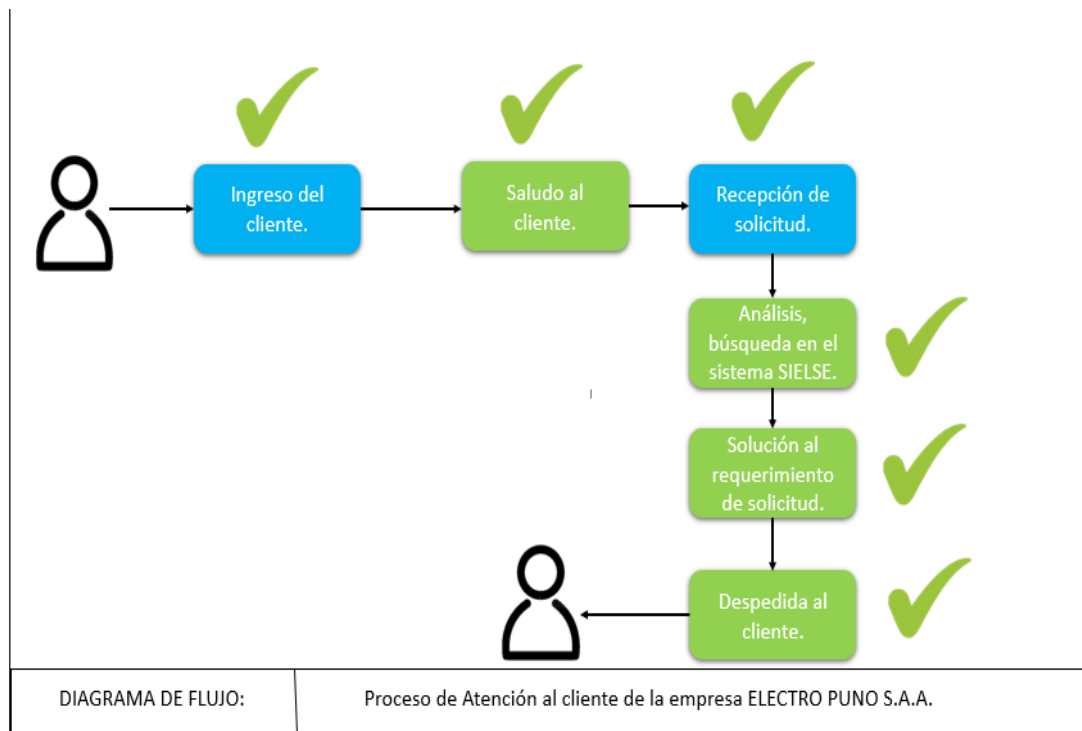 Ingreso del
cliente.
Saludo al
cliente.
Recepción de
solicitud.
Análisis,
búsqueda en el
sistema SIELSE.
Solución al
requerimiento
de solicitud.
Despedida al
cliente.
DIAGRAMA DE FLUJO:
Proceso de Atención al cliente de la empresa ELECTRO PUNO S.A.A.